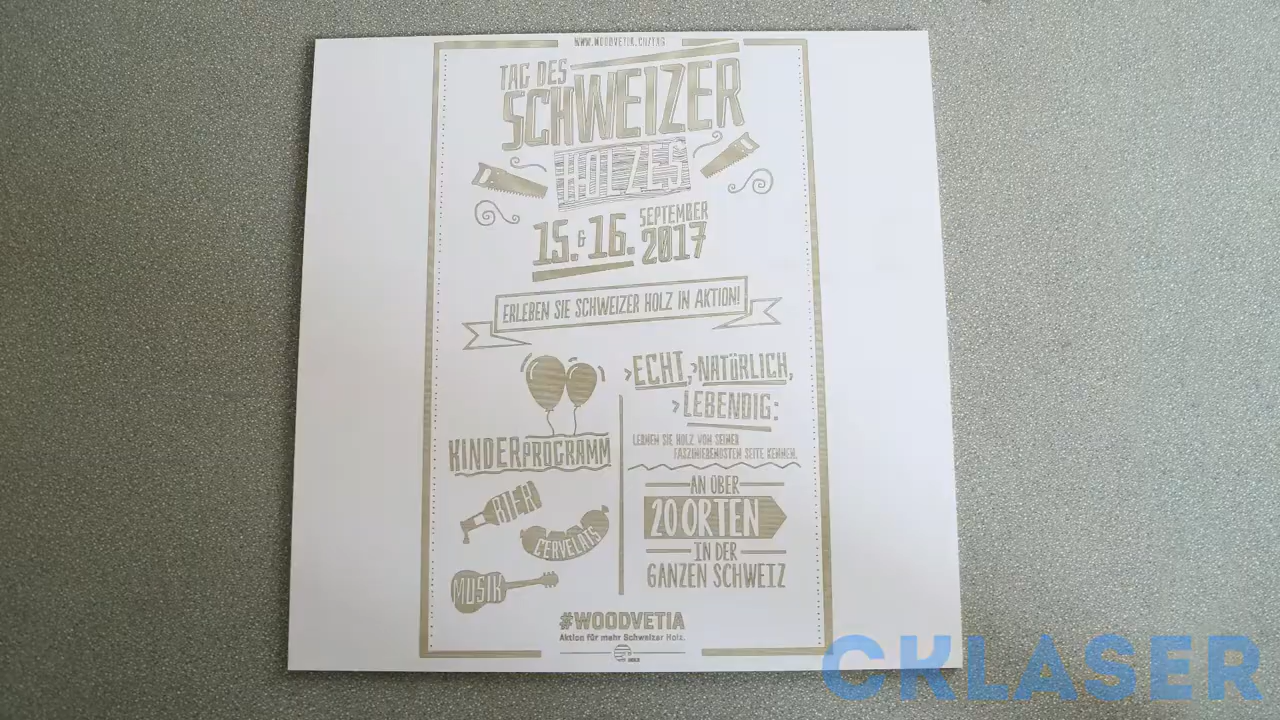 WWW.WOODVETIA.CH/TAG
TAG DES
SCHWEIZER
HOLZES
15. & 16. SEPTEMBER 2017
ERLEBEN SIE SCHWEIZER HOLZ IN AKTION!
>ECHT, >NATÜRLICH,
>LEBENDIG:
LERNEN SIE HOLZ VON SEINER
FASZINIERENDSTEN SEITE KENNEN.
KINDERPROGRAMM
BIER
CERVELATS
MUSIK
AN ÜBER
20 ORTEN
IN DER
GANZEN SCHWEIZ
#WOODVETIA
Aktion für mehr Schweizer Holz.
CKLASER